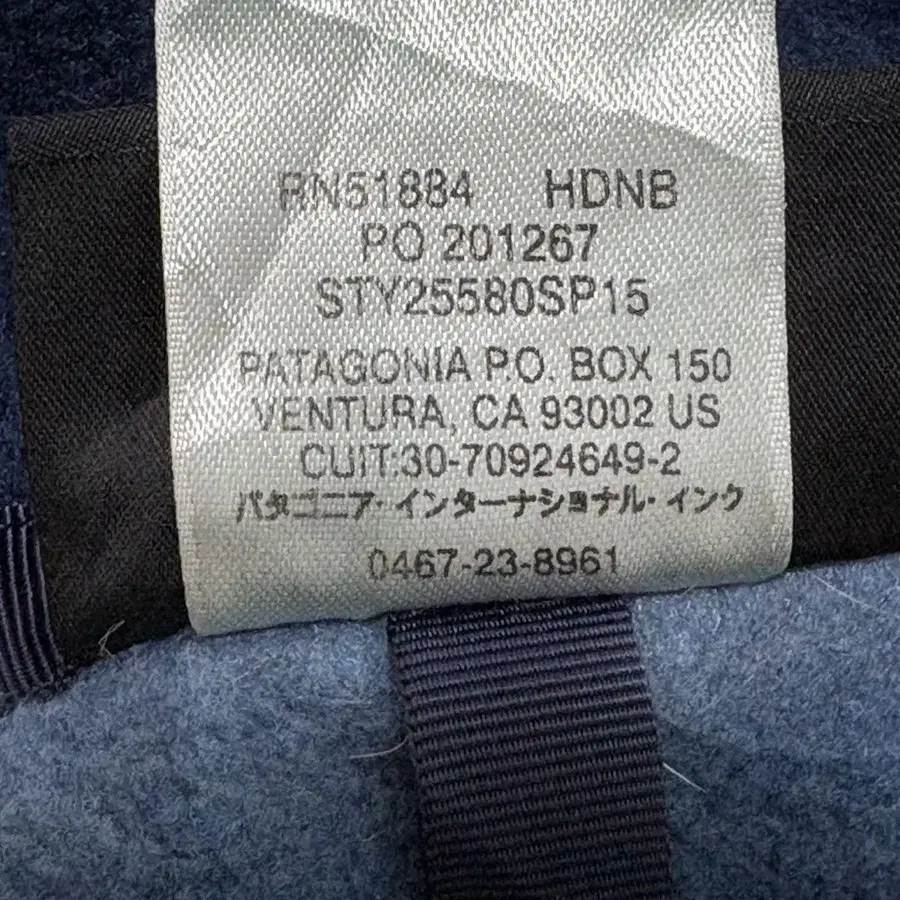 RN51884 HDNB
PO 201267
STY25580SP15
PATAGONIA P.O. BOX 150
VENTURA, CA 93002 US
CUIT:30-70924649-2
パタゴニア・インターナショナル・インク
0467-23-8961